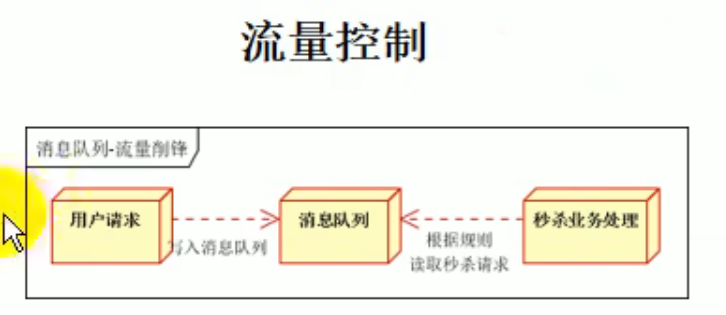 流量控制
消息队列-流量削锋
用户请求
消息队列
秒杀业务处理
写入消息队列
根据规则
读取秒杀请求